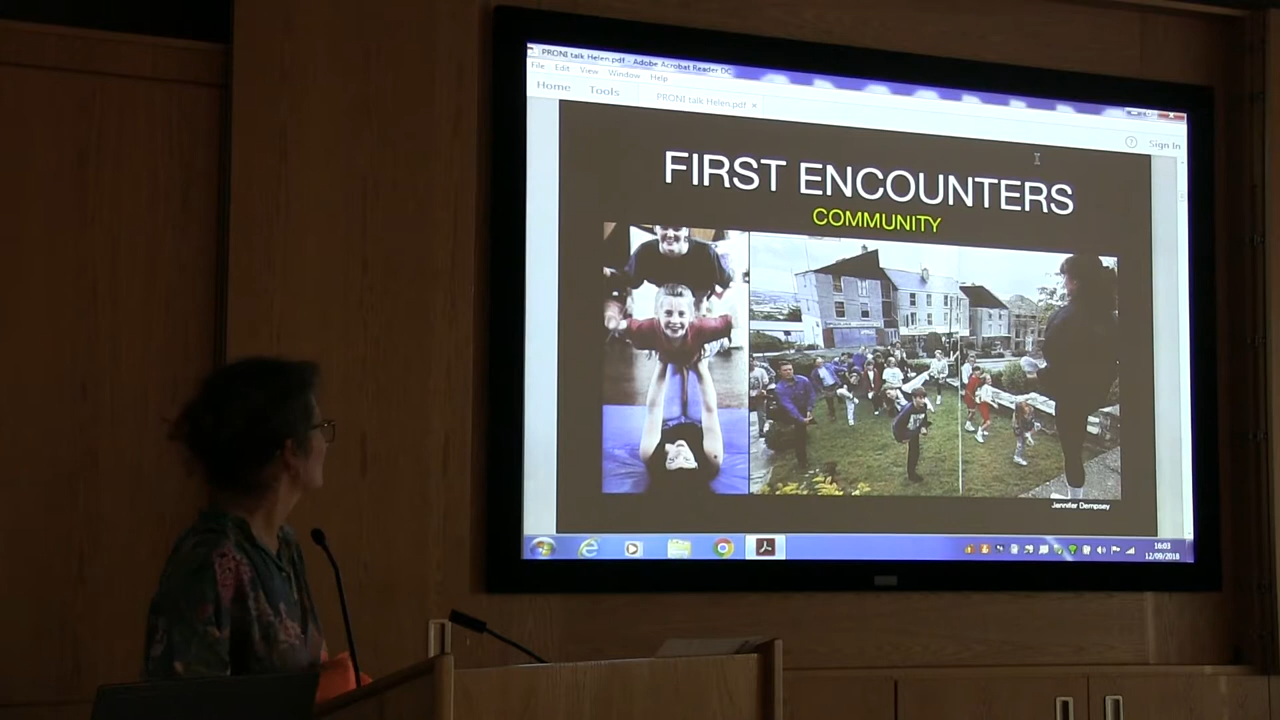 PRONI talk Helen.pdf - Adobe Acrobat Reader DC
File Edit View Window Help
Home Tools PRONI talk Helen.pdf ×
? Sign In
FIRST ENCOUNTERS
COMMUNITY
Jennifer Dempsey
16:03
12/09/2018